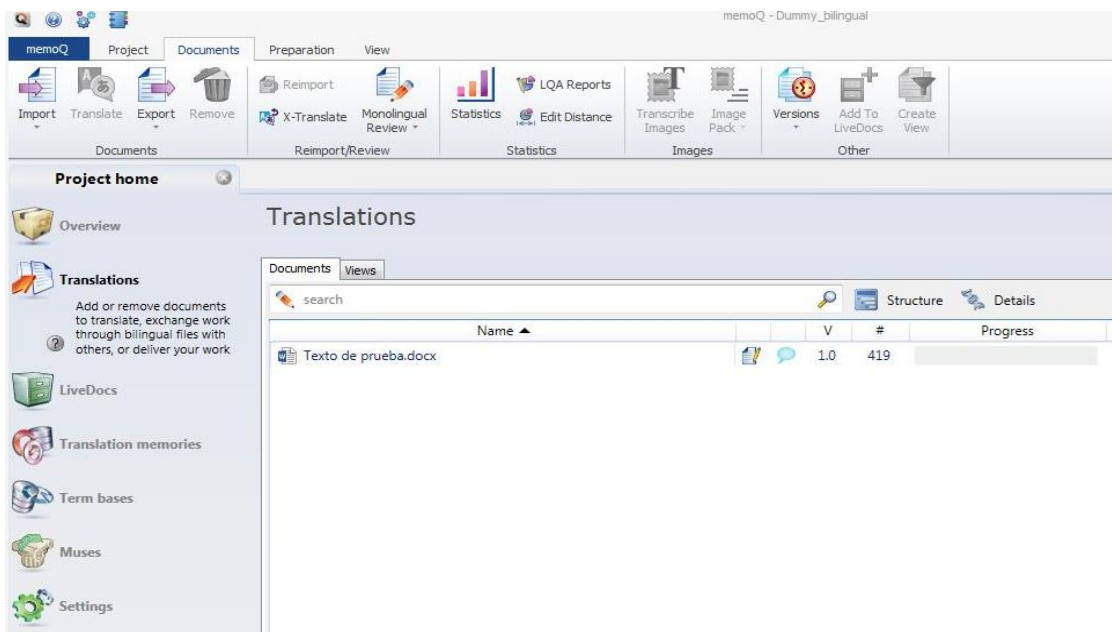 memoQ - Dummy_bilingual
memoQ Project Documents Preparation View
Import Translate Export Remove
Documents
Reimport
X-Translate
Monolingual
Review
Reimport/Review
Statistics
LQA Reports
Edit Distance
Statistics
Transcribe
Images
Image
Pack
Images
Versions
Add To
LiveDocs
Create
View
Other
Project home
Overview
Translations
Add or remove documents
to translate, exchange work
through bilingual files with
others, or deliver your work
LiveDocs
Translation memories
Term bases
Muses
Settings
Translations
Documents Views
search
Structure Details
Name V # Progress
Texto de prueba.docx 1.0 419